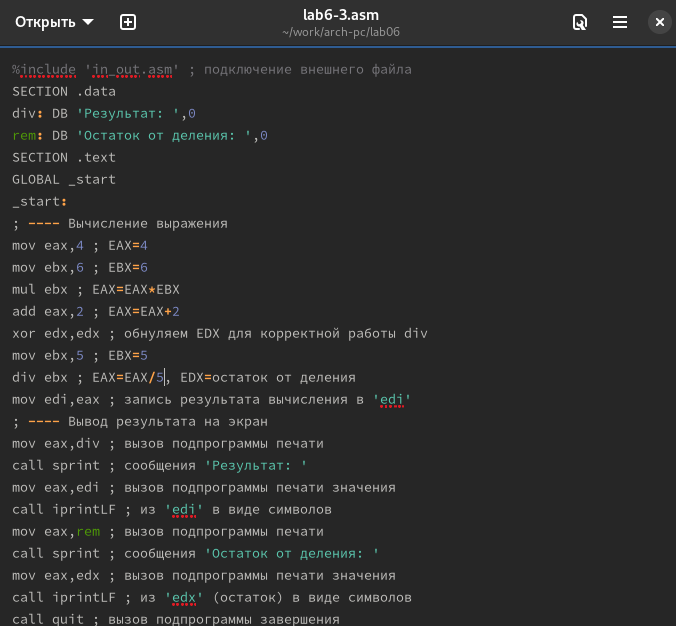 Открыть
lab6-3.asm
~/work/arch-pc/lab06
%include 'in_out.asm' ; подключение внешнего файла
SECTION .data
div: DB 'Результат: ',0
rem: DB 'Остаток от деления: ',0
SECTION .text
GLOBAL _start
_start:
; ---- Вычисление выражения
mov eax,4 ; EAX=4
mov ebx,6 ; EBX=6
mul ebx ; EAX=EAX*EBX
add eax,2 ; EAX=EAX+2
xor edx,edx ; обнуляем EDX для корректной работы div
mov ebx,5 ; EBX=5
div ebx ; EAX=EAX/5, EDX=остаток от деления
mov edi,eax ; запись результата вычисления в 'edi'
; ---- Вывод результата на экран
mov eax,div ; вызов подпрограммы печати
call sprint ; сообщения 'Результат: '
mov eax,edi ; вызов подпрограммы печати значения
call iprintLF ; из 'edi' в виде символов
mov eax,rem ; вызов подпрограммы печати
call sprint ; сообщения 'Остаток от деления: '
mov eax,edx ; вызов подпрограммы печати значения
call iprintLF ; из 'edx' (остаток) в виде символов
call quit ; вызов подпрограммы завершения